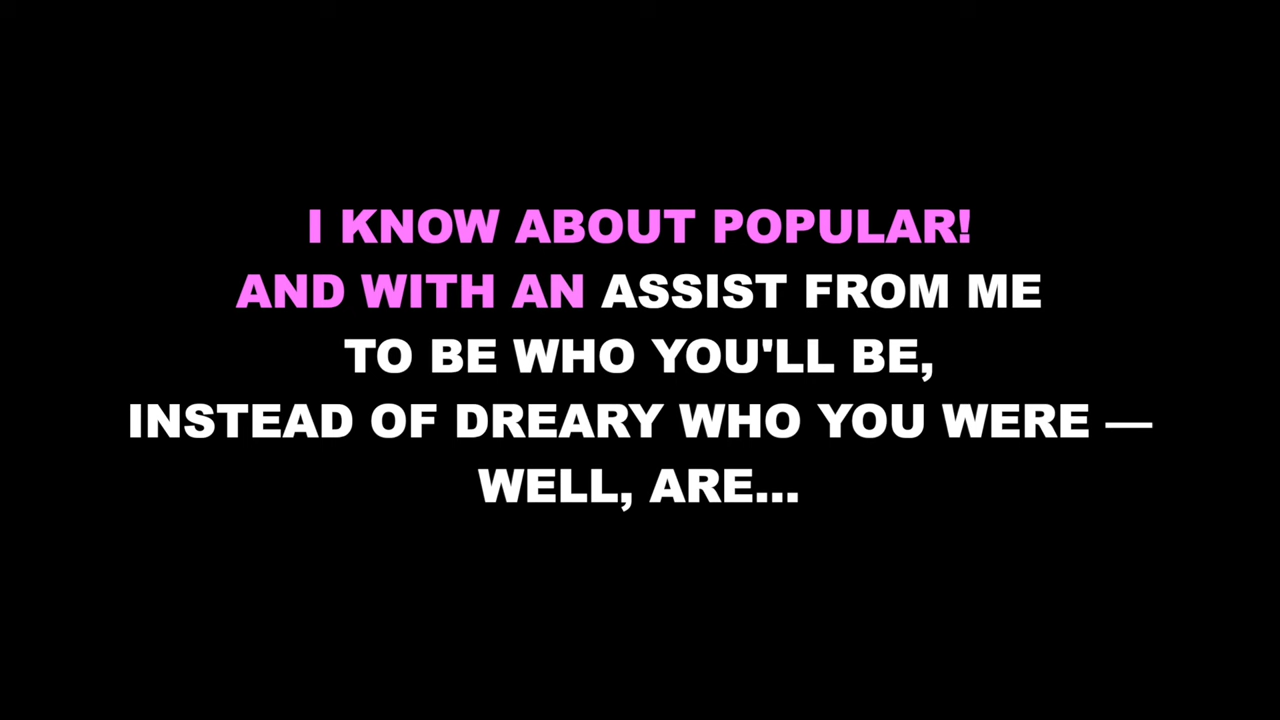 I KNOW ABOUT POPULAR!
AND WITH AN ASSIST FROM ME
TO BE WHO YOU'LL BE,
INSTEAD OF DREARY WHO YOU WERE —
WELL, ARE...